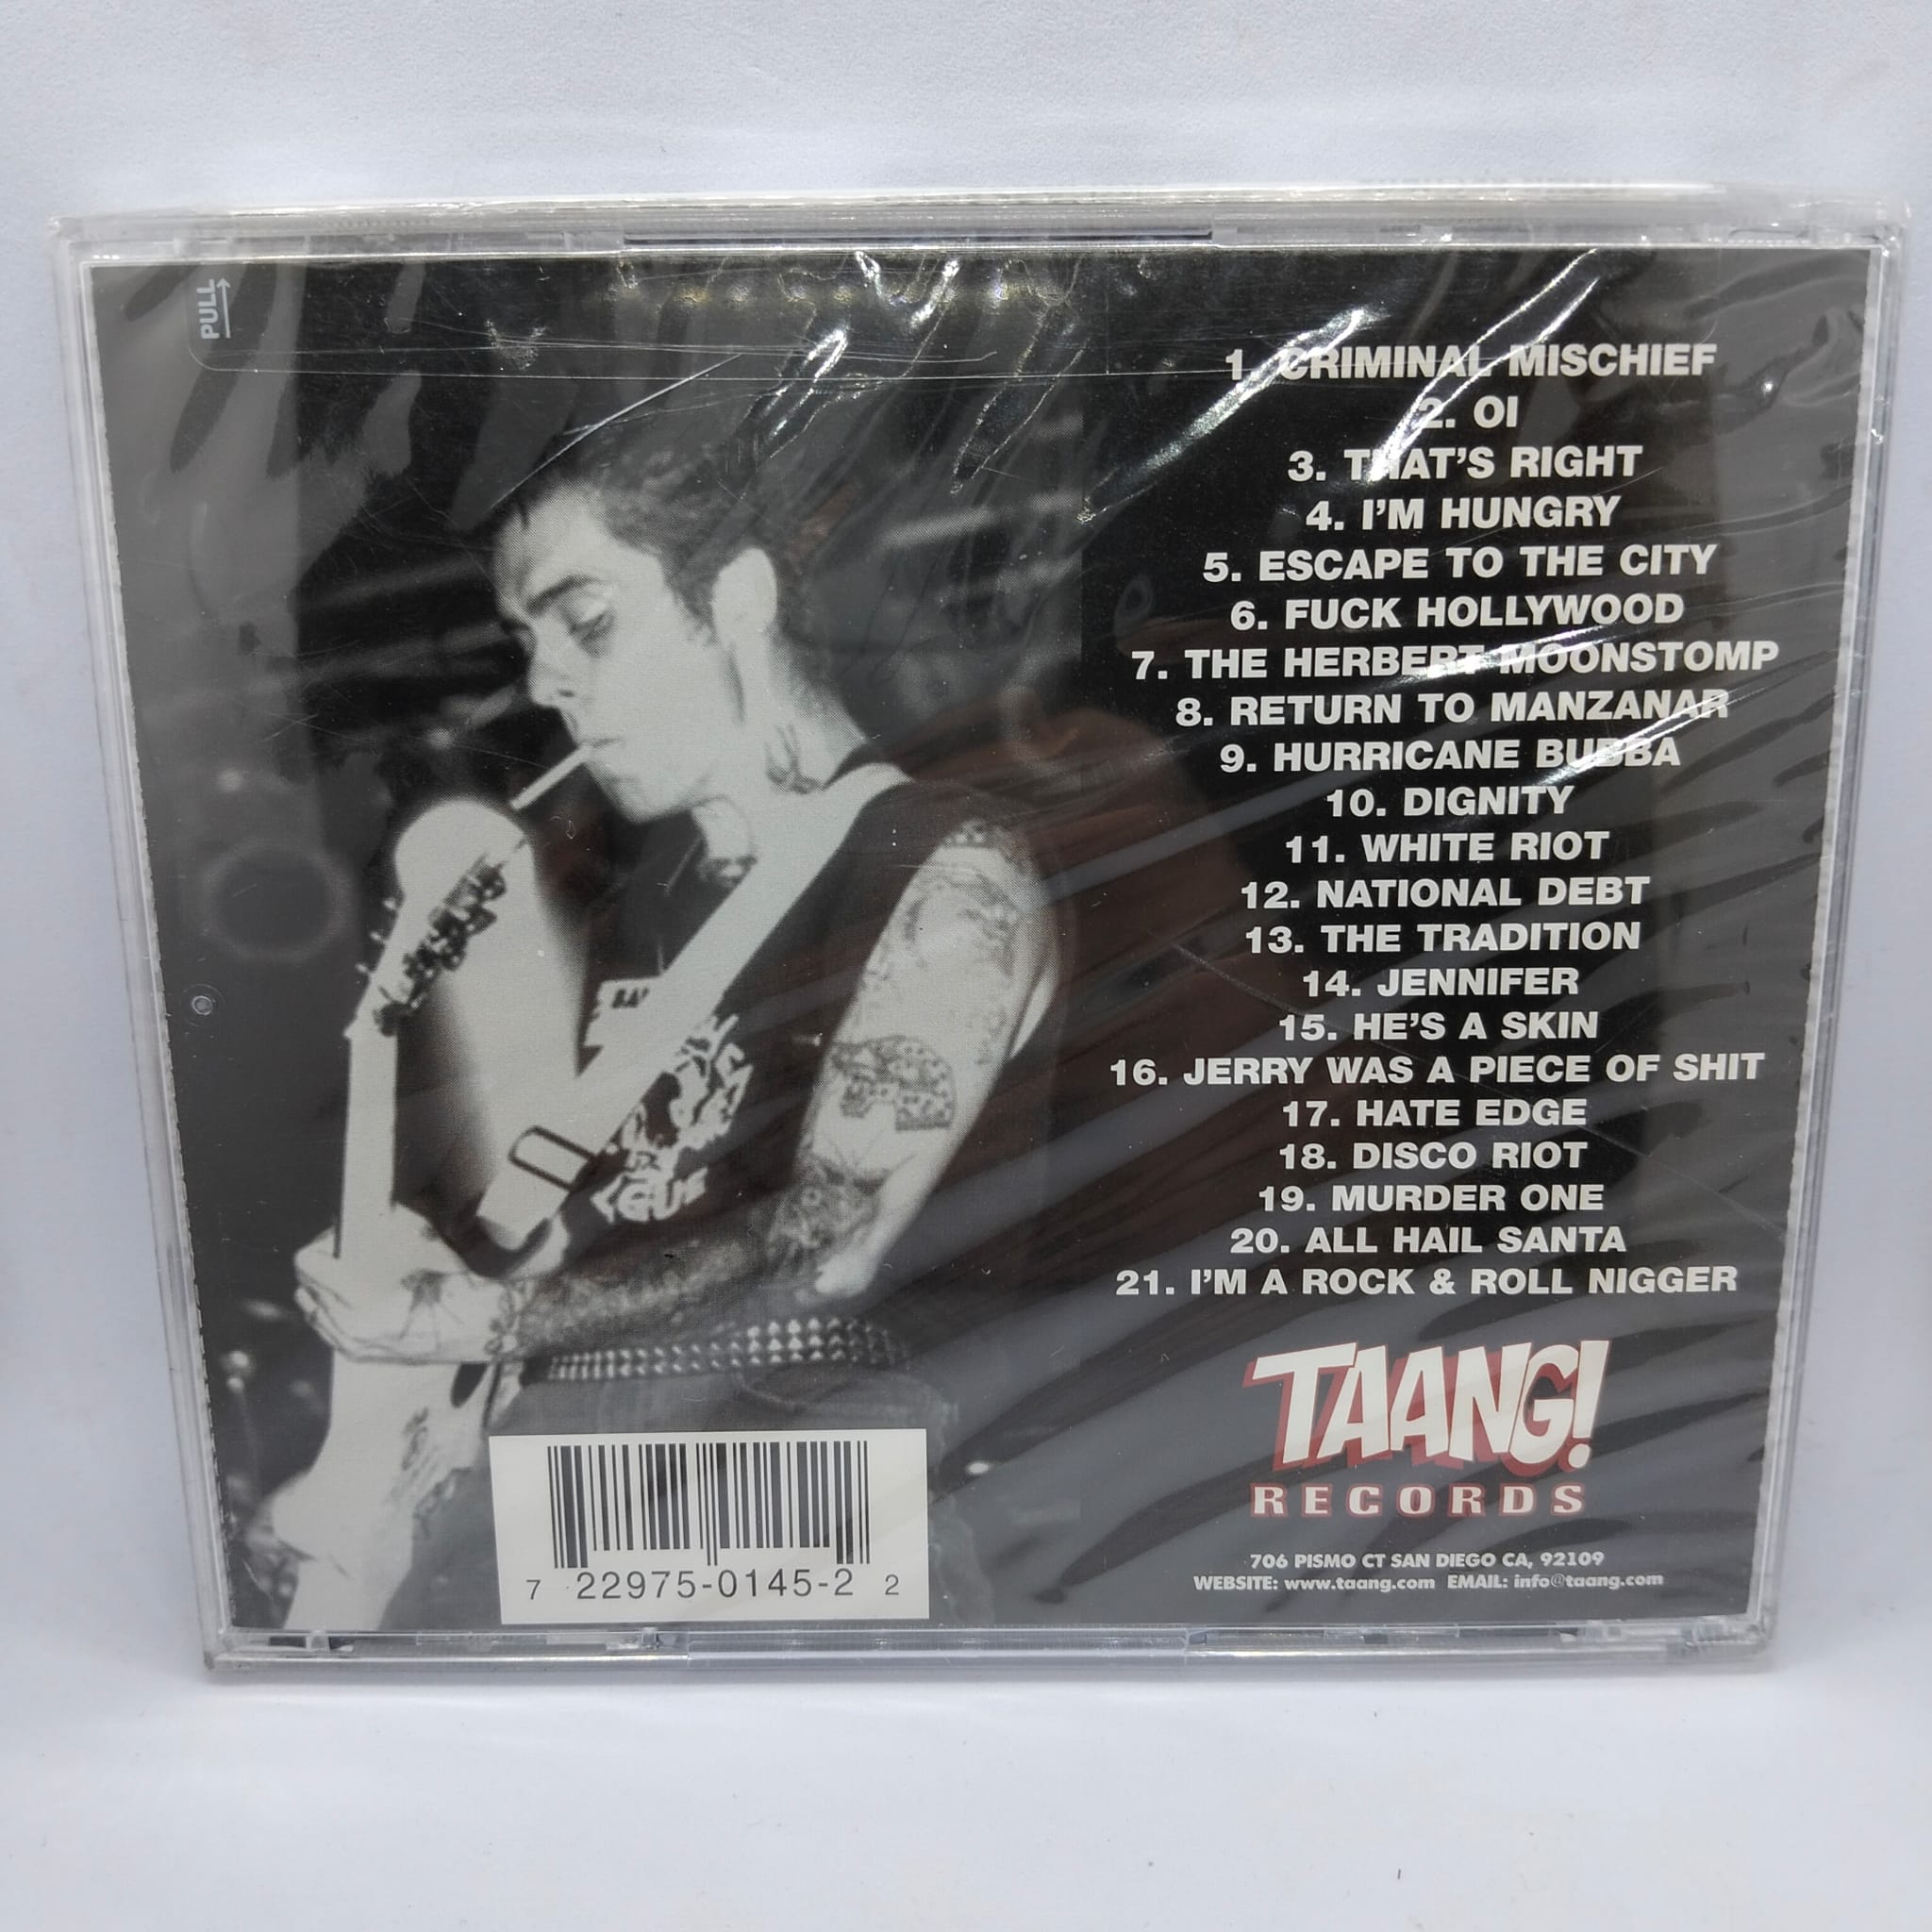 PULL
1. CRIMINAL MISCHIEF
2. OI
3. THAT'S RIGHT
4. I'M HUNGRY
5. ESCAPE TO THE CITY
6. FUCK HOLLYWOOD
7. THE HERBERT MOONSTOMP
8. RETURN TO MANZANAR
9. HURRICANE BUBBA
10. DIGNITY
11. WHITE RIOT
12. NATIONAL DEBT
13. THE TRADITION
14. JENNIFER
15. HE'S A SKIN
16. JERRY WAS A PIECE OF SHIT
17. HATE EDGE
18. DISCO RIOT
19. MURDER ONE
20. ALL HAIL SANTA
21. I'M A ROCK & ROLL NIGGER
TAANG!
RECORDS
706 PISMO CT SAN DIEGO CA, 92109
WEBSITE: www.taang.com EMAIL: info@taang.com
7 22975-0145-2 2